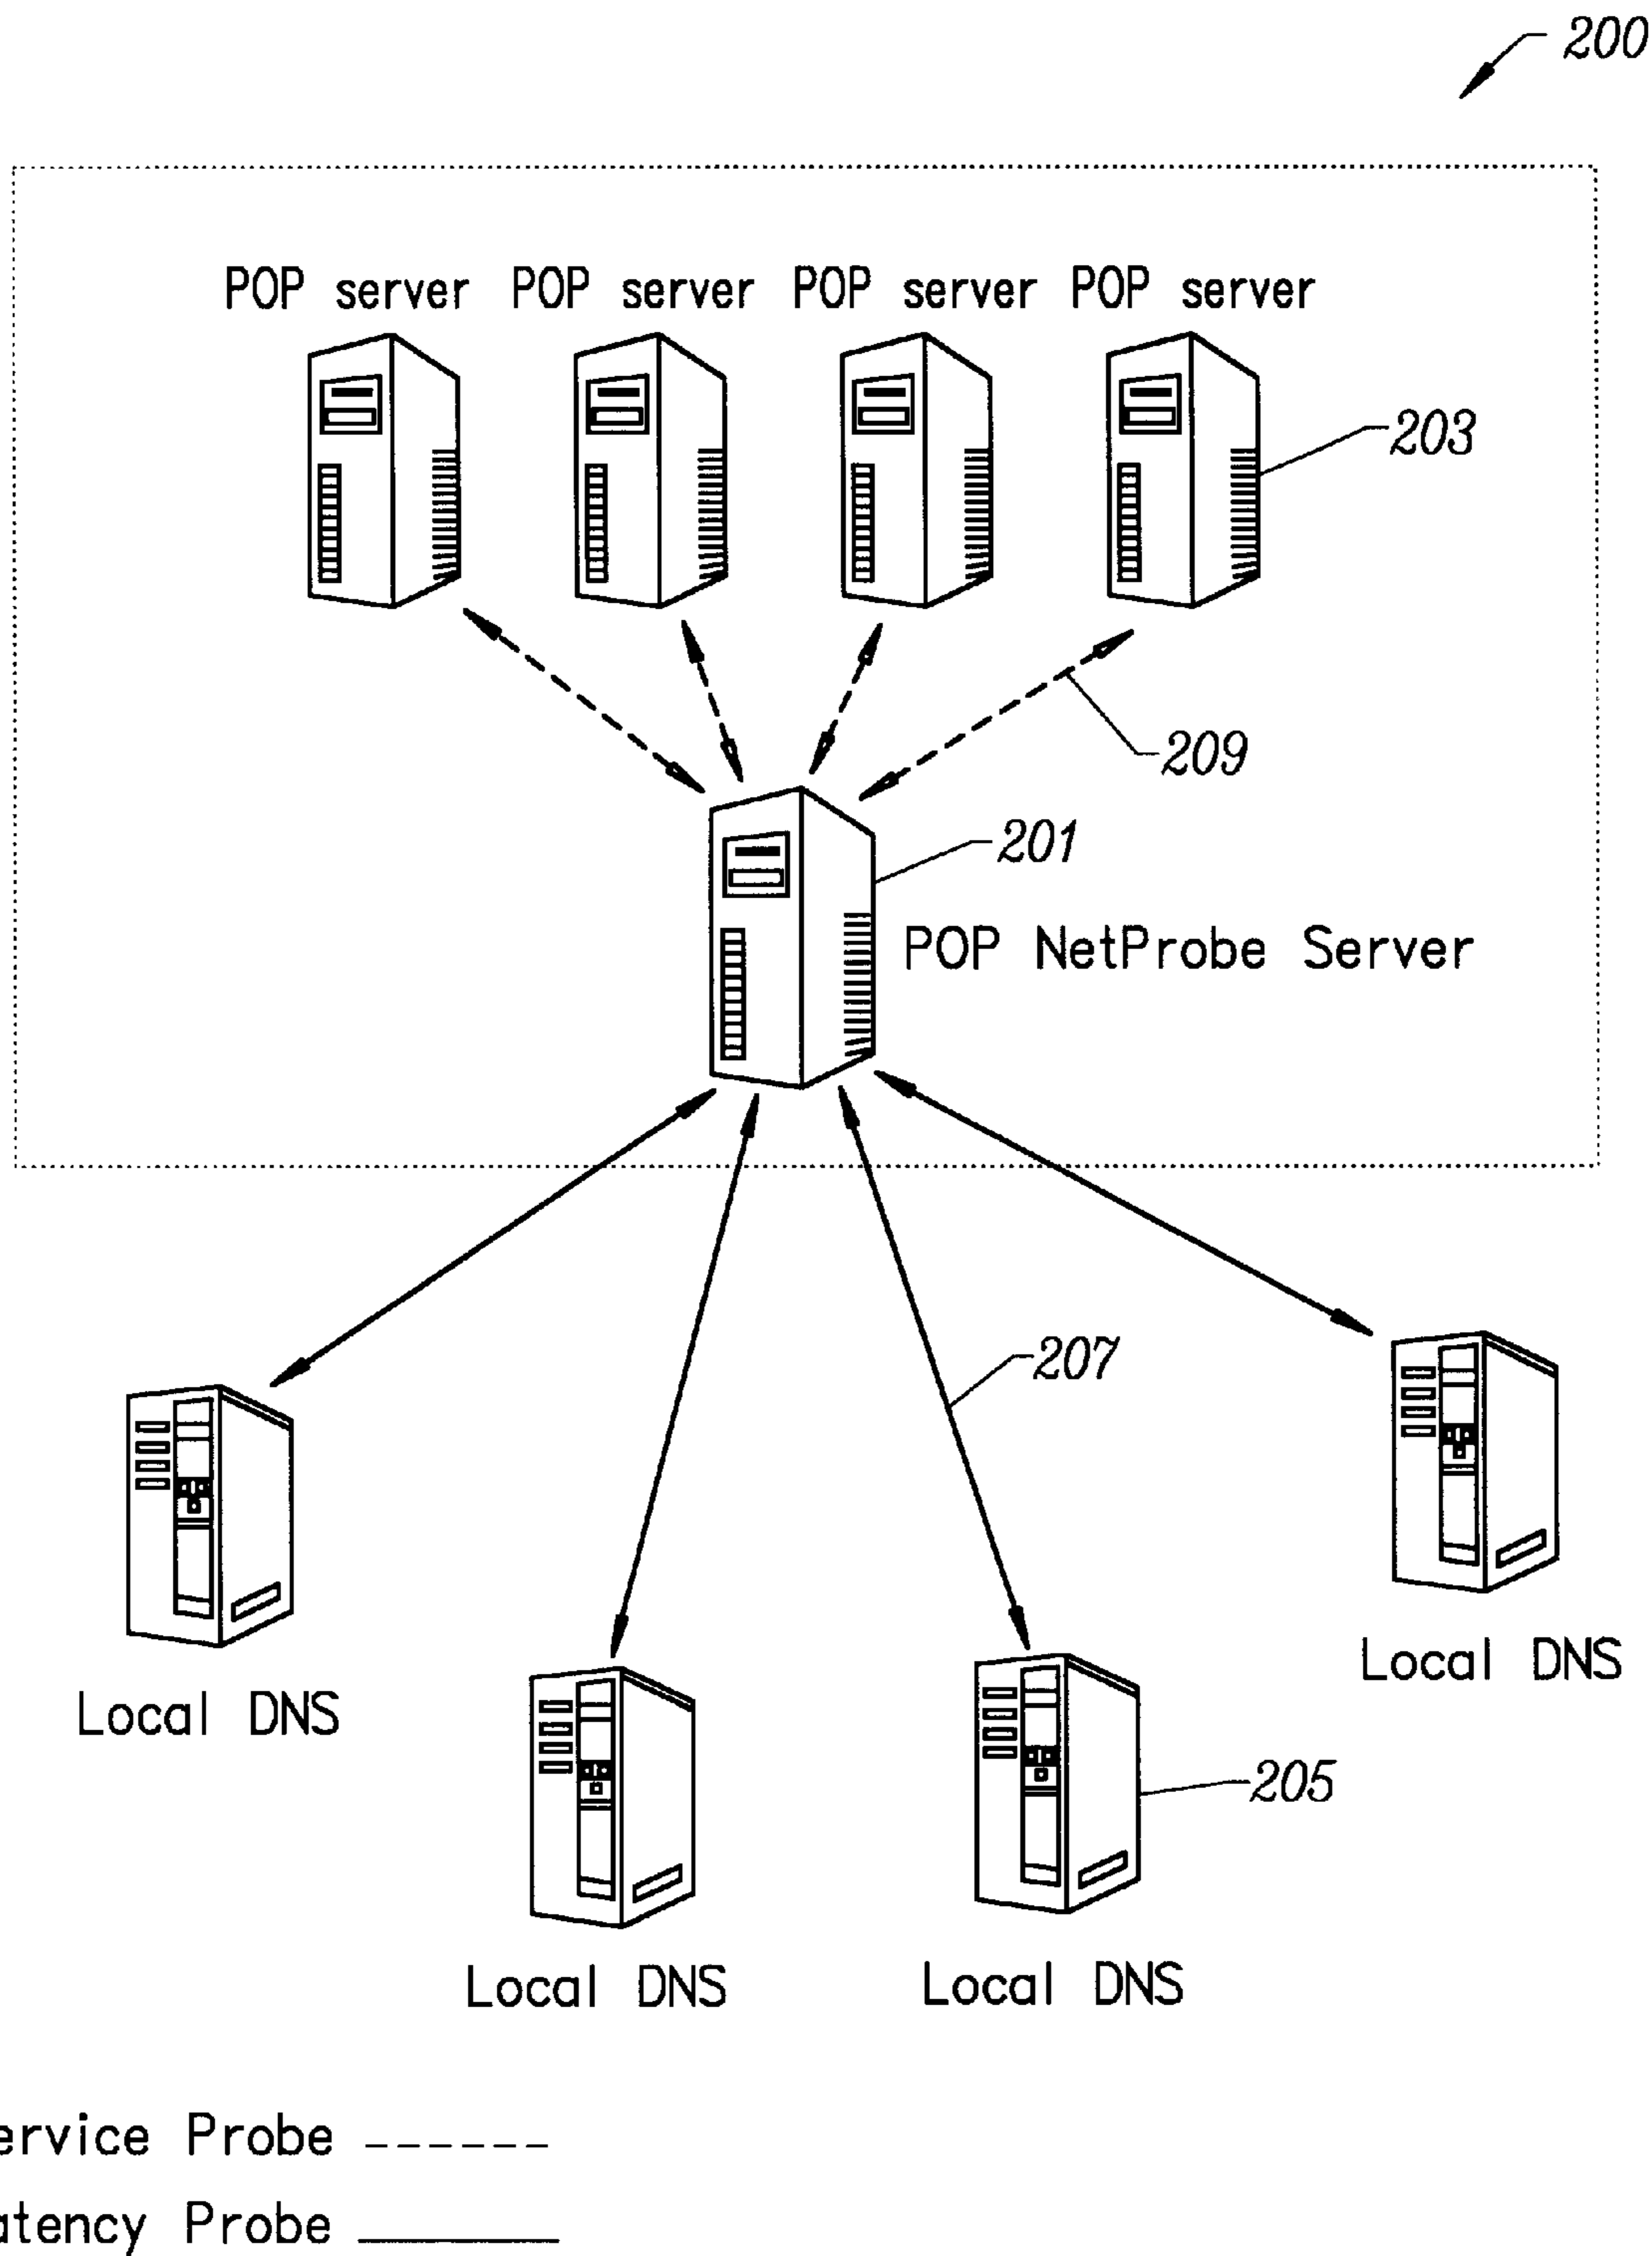 200
POP server POP server POP server POP server
203
209
201
POP NetProbe Server
207
Local DNS
Local DNS
205
Local DNS
Local DNS
ervice Probe
atency Probe